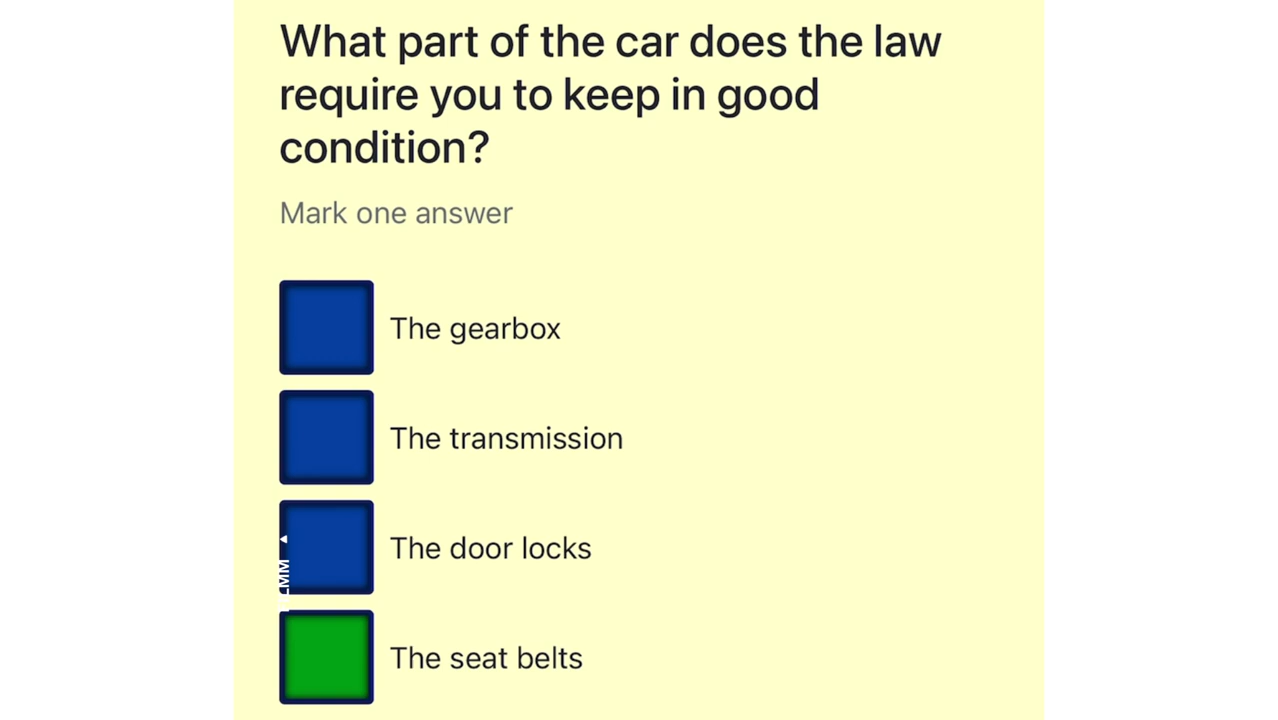 What part of the car does the law
require you to keep in good
condition?
Mark one answer
The gearbox
The transmission
The door locks
The seat belts